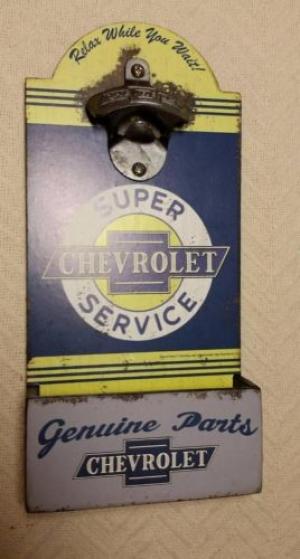 Relax While You Wait!
SUPER
CHEVROLET
SERVICE
Genuine Parts
CHEVROLET